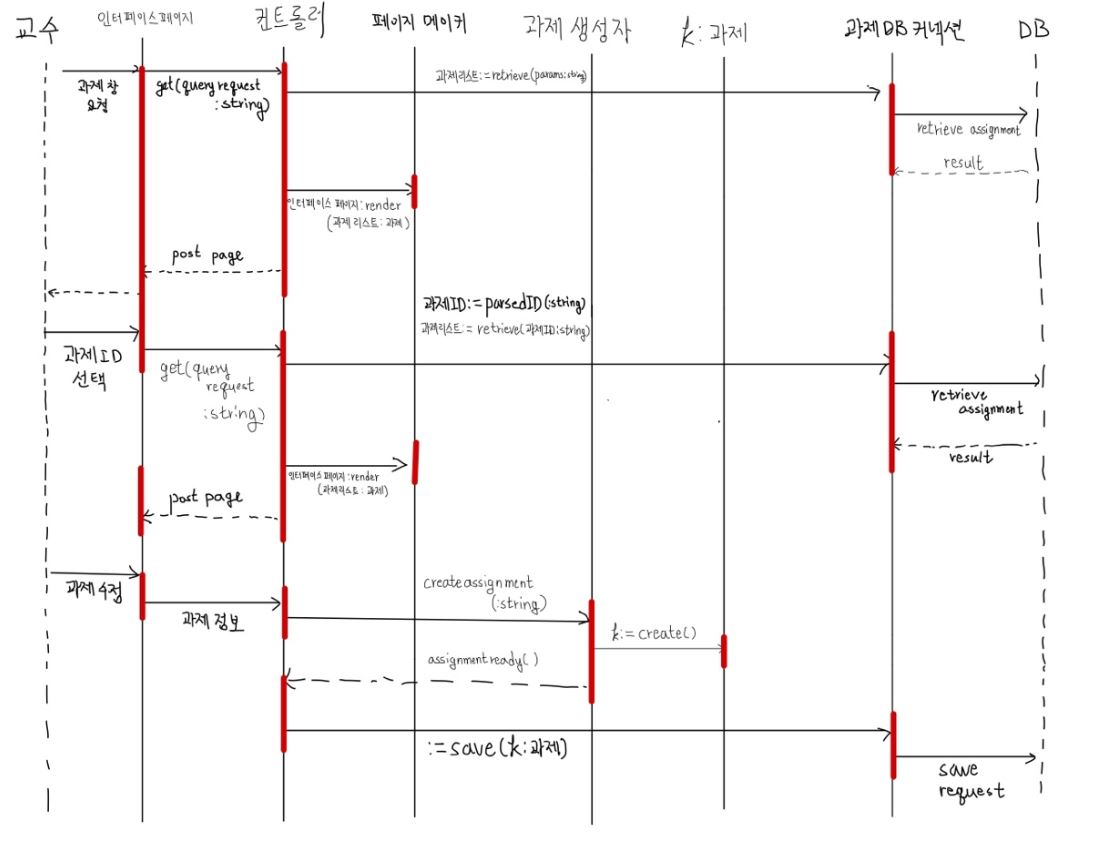 교수
인터페이스페이지
컨트롤러
페이지 메이커
과제 생성자
k:과제
과제DB 커넥션
DB
과제 창
요청
get(query request
:string)
과제리스트:=retrieve(params:string)
retrieve assignment
result
인터페이스 페이지:render
(과제 리스트:과제)
post page
과제ID:=parsedID(:string)
과제리스트:=retrieve(과제ID:string)
과제ID
선택
get(query
request
:string)
retrieve
assignment
result
인터페이스 페이지:render
(과제리스트:과제)
post page
과제 수정
과제 정보
create assignment
(:string)
k:=create()
assignment ready()
:=save(k:과제)
save
request